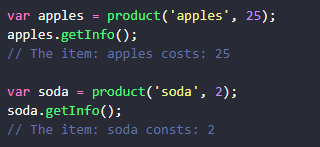 var apples = product('apples', 25);
apples.getInfo();
// The item: apples costs: 25
var soda = product('soda', 2);
soda.getInfo();
// The item: soda consts: 2